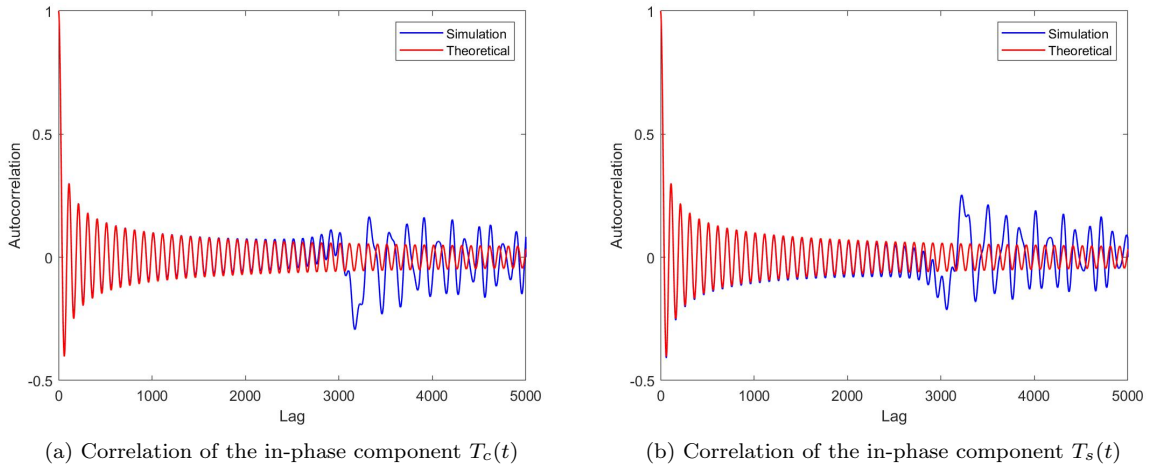 1
0.5
0
-0.5
Autocorrelation
0
1000
2000
3000
4000
5000
Lag
Simulation
Theoretical
(a) Correlation of the in-phase component T_c(t)
1
0.5
0
-0.5
Autocorrelation
0
1000
2000
3000
4000
5000
Lag
Simulation
Theoretical
(b) Correlation of the in-phase component T_s(t)